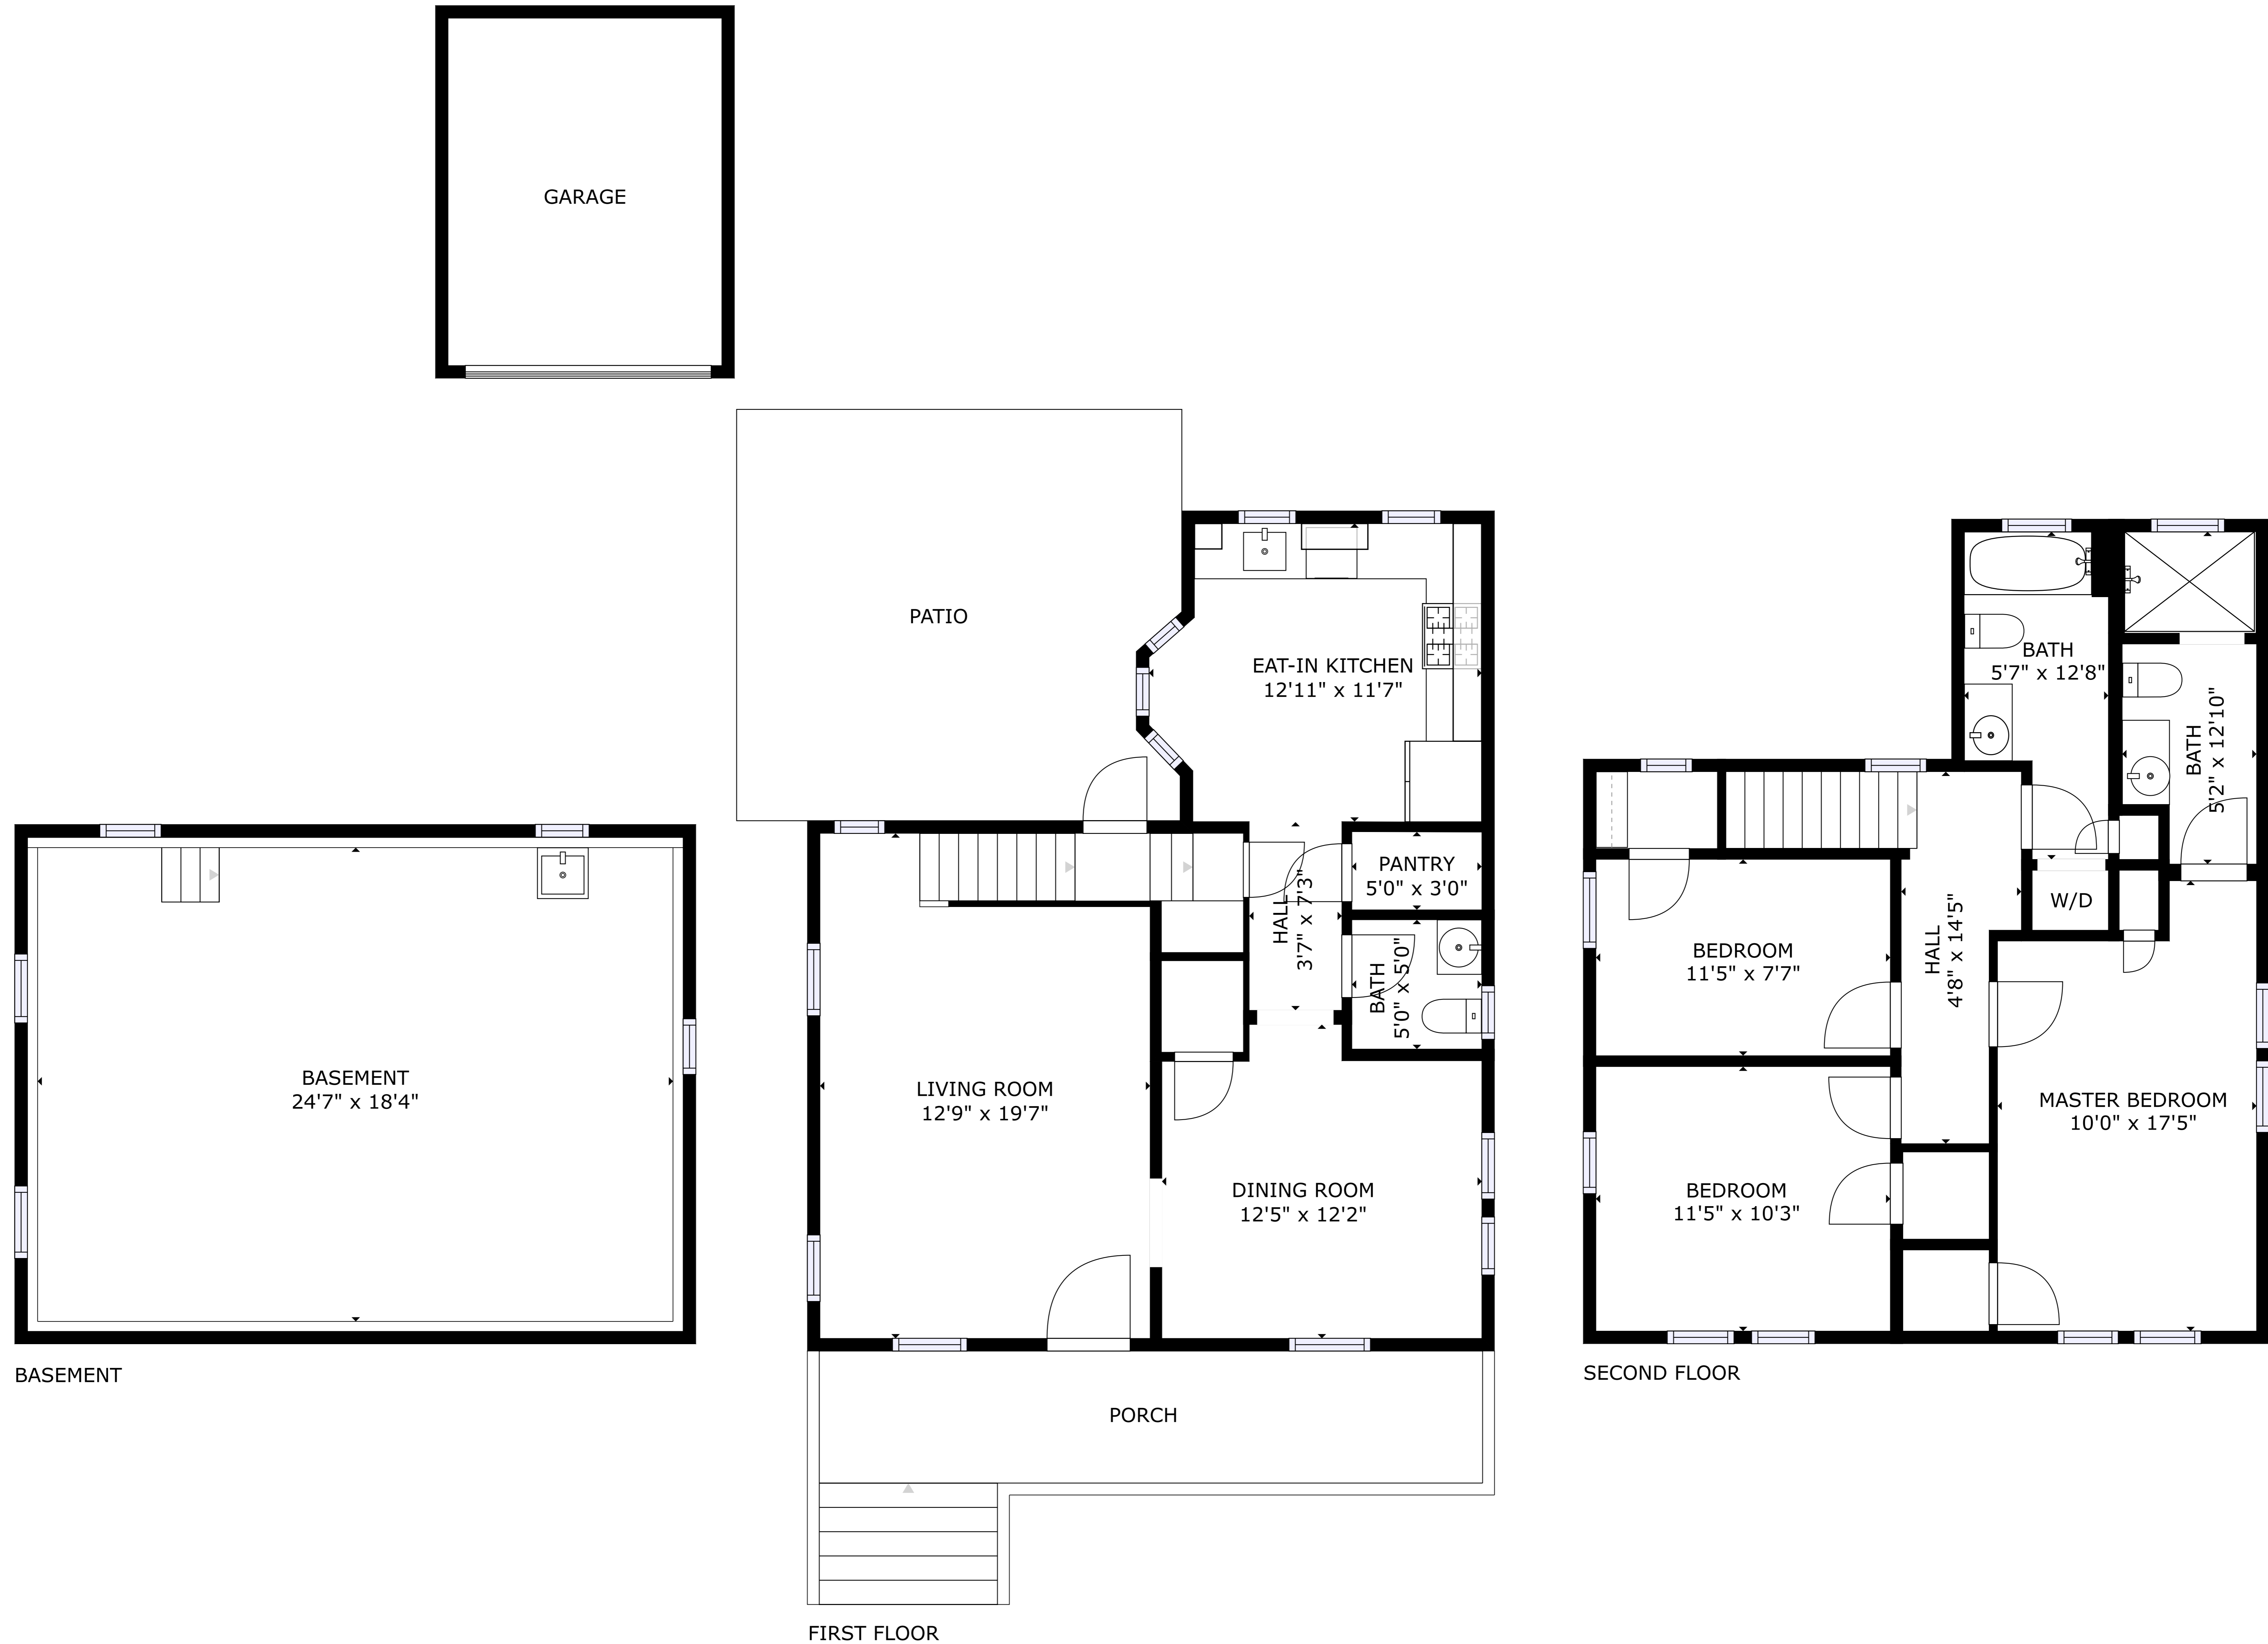 GARAGE
PATIO
EAT-IN KITCHEN
12'11" x 11'7"
PANTRY
5'0" x 3'0"
HALL
3'7" x 7'3"
BATH
5'0" x 5'0"
LIVING ROOM
12'9" x 19'7"
DINING ROOM
12'5" x 12'2"
PORCH
FIRST FLOOR
BASEMENT
24'7" x 18'4"
BASEMENT
BATH
5'7" x 12'8"
BATH
5'2" x 12'10"
W/D
HALL
4'8" x 14'5"
BEDROOM
11'5" x 7'7"
MASTER BEDROOM
10'0" x 17'5"
BEDROOM
11'5" x 10'3"
SECOND FLOOR